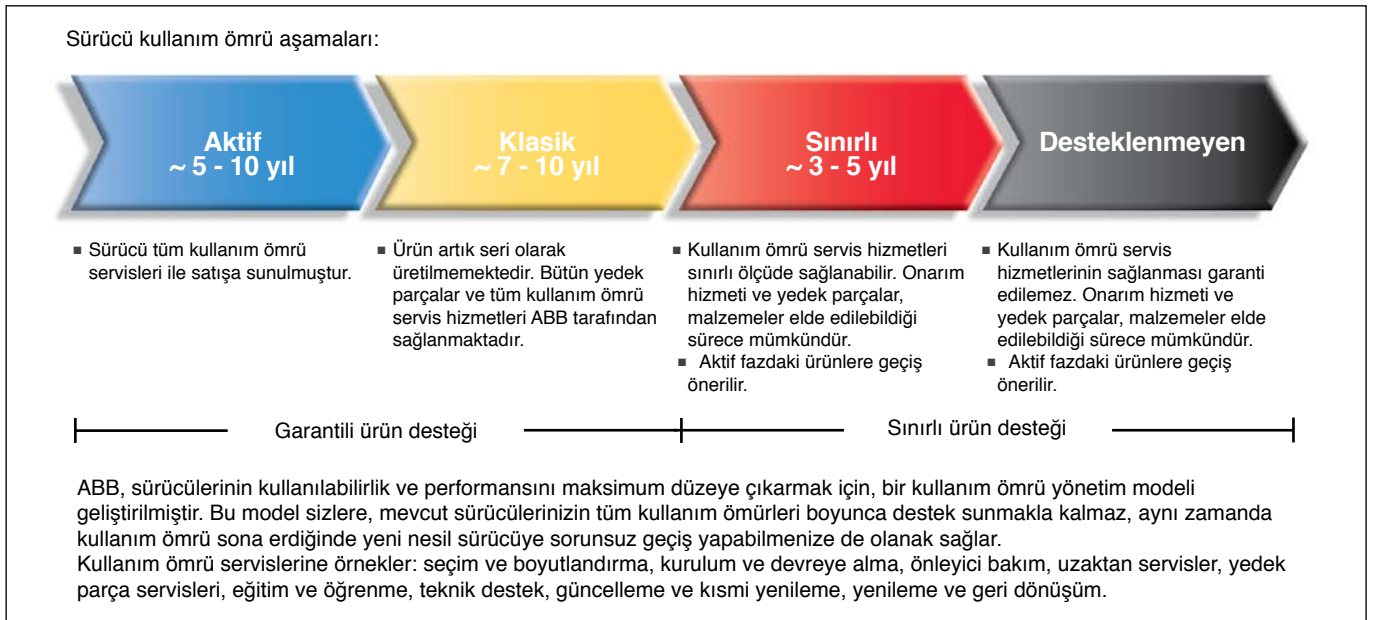 Sürücü kullanım ömrü aşamaları:
Aktif
~ 5 - 10 yıl
Klasik
~ 7 - 10 yıl
Sınırlı
~ 3 - 5 yıl
Desteklenmeyen
■ Sürücü tüm kullanım ömrü
servisleri ile satışa sunulmuştur.
■ Ürün artık seri olarak
üretilmemektedir. Bütün yedek
parçalar ve tüm kullanım ömrü
servis hizmetleri ABB tarafından
sağlanmaktadır.
■ Kullanım ömrü servis hizmetleri
sınırlı ölçüde sağlanabilir. Onarım
hizmeti ve yedek parçalar,
malzemeler elde edilebildiği
sürece mümkündür.
■ Aktif fazdaki ürünlere geçiş
önerilir.
■ Kullanım ömrü servis
hizmetlerinin sağlanması garanti
edilemez. Onarım hizmeti ve
yedek parçalar, malzemeler elde
edilebildiği sürece mümkündür.
■ Aktif fazdaki ürünlere geçiş
önerilir.
Garantili ürün desteği
Sınırlı ürün desteği
ABB, sürücülerinin kullanılabilirlik ve performansını maksimum düzeye çıkarmak için, bir kullanım ömrü yönetim modeli
geliştirilmiştir. Bu model sizlere, mevcut sürücülerinizin tüm kullanım ömürleri boyunca destek sunmakla kalmaz, aynı zamanda
kullanım ömrü sona erdiğinde yeni nesil sürücüye sorunsuz geçiş yapabilmenize de olanak sağlar.
Kullanım ömrü servislerine örnekler: seçim ve boyutlandırma, kurulum ve devreye alma, önleyici bakım, uzaktan servisler, yedek
parça servisleri, eğitim ve öğrenme, teknik destek, güncelleme ve kısmi yenileme, yenileme ve geri dönüşüm.